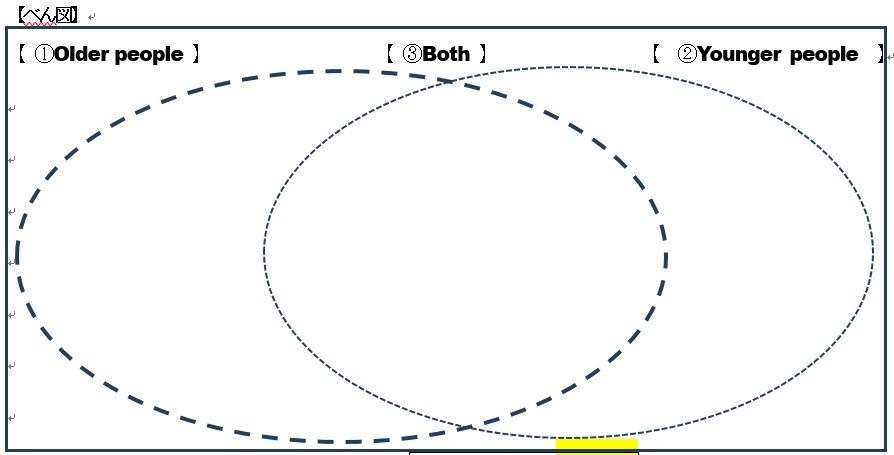 【べん図】
【 ①Older people 】 【 ③Both 】 【 ②Younger people 】